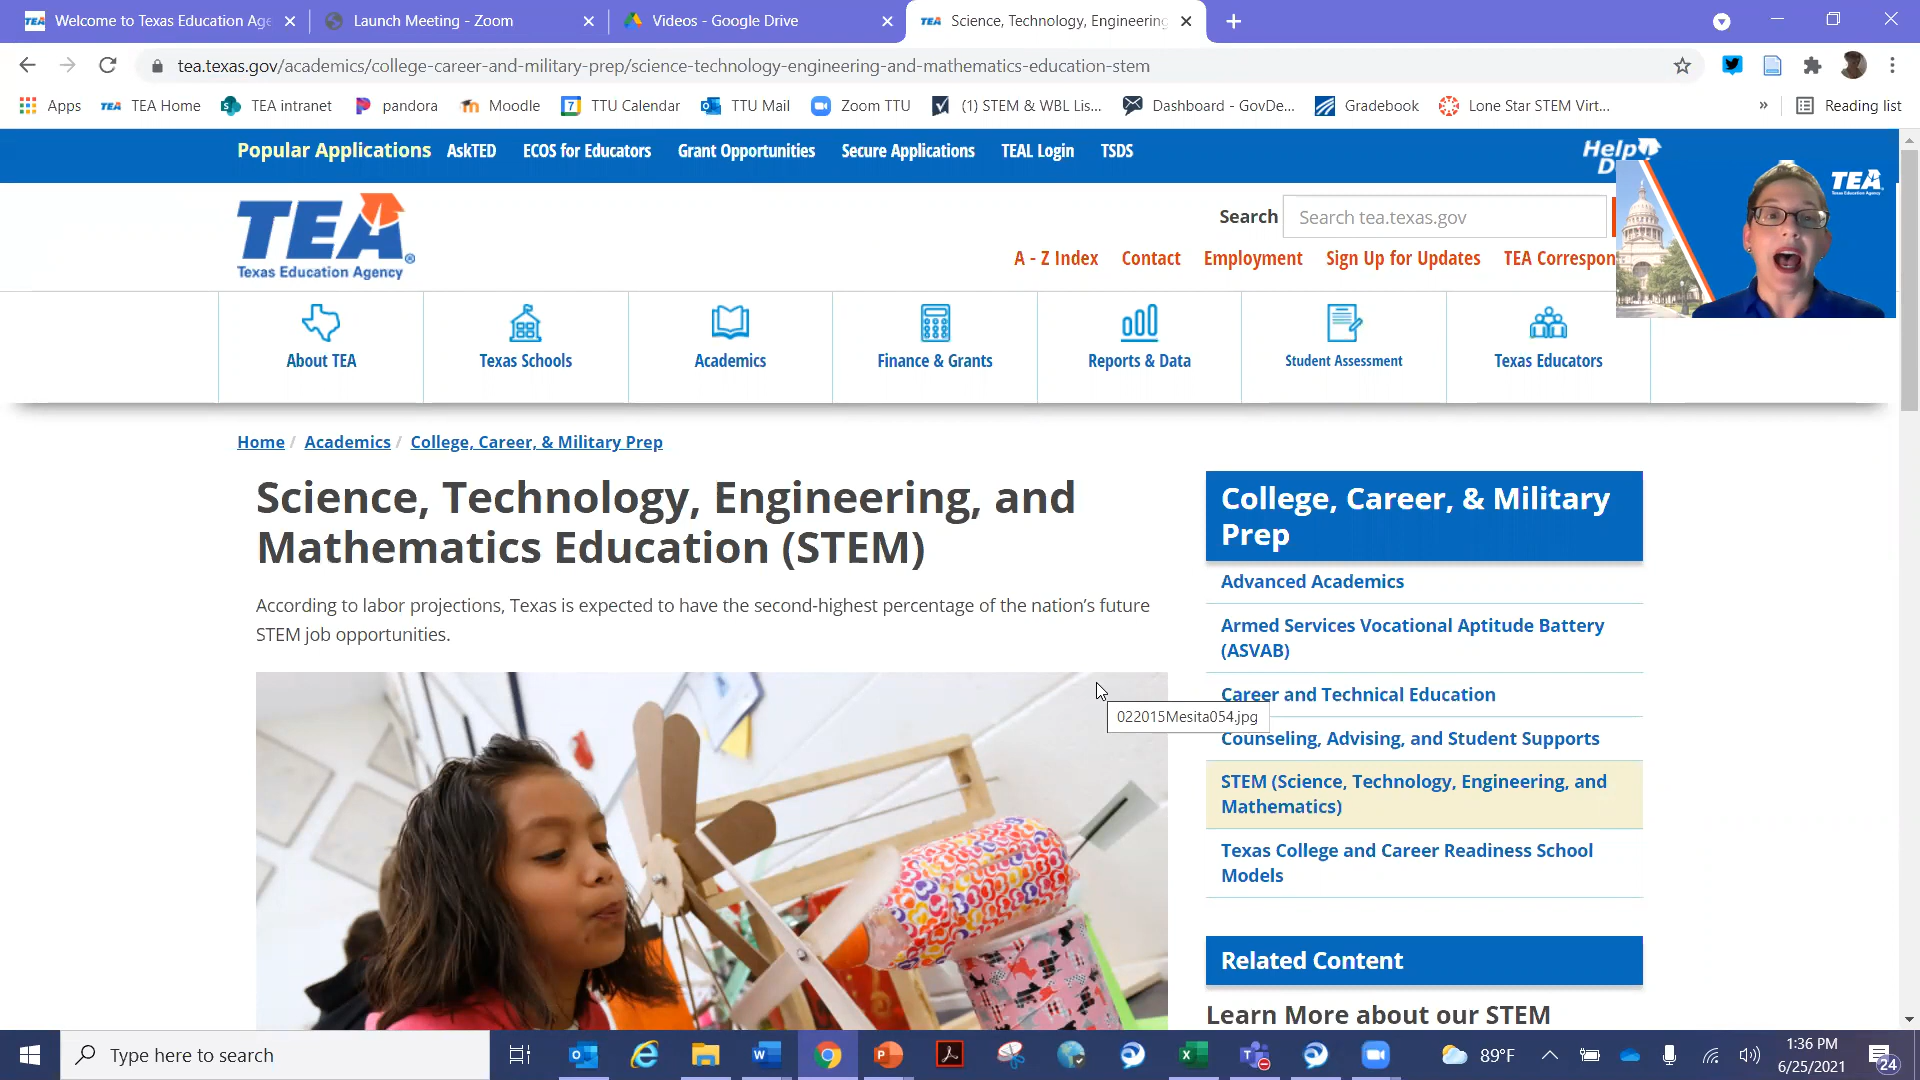 TEA Welcome to Texas Education Age
Launch Meeting - Zoom
Videos - Google Drive
TEA Science, Technology, Engineering
tea.texas.gov/academics/college-career-and-military-prep/science-technology-engineering-and-mathematics-education-stem
Apps TEA TEA Home TEA intranet pandora Moodle 7 TTU Calendar TTU Mail Zoom TTU (1) STEM & WBL Lis... Dashboard - GovDe... Gradebook Lone Star STEM Virt... » Reading list
Popular Applications AskTED ECOS for Educators Grant Opportunities Secure Applications TEAL Login TSDS
Help
TEA
Texas Education Agency
TEA
Texas Education Agency
Search Search tea.texas.gov
A - Z Index Contact Employment Sign Up for Updates TEA Correspon
About TEA Texas Schools Academics Finance & Grants Reports & Data Student Assessment Texas Educators
Home / Academics / College, Career, & Military Prep
Science, Technology, Engineering, and
Mathematics Education (STEM)
According to labor projections, Texas is expected to have the second-highest percentage of the nation's future
STEM job opportunities.
022015Mesita054.jpg
College, Career, & Military
Prep
Advanced Academics
Armed Services Vocational Aptitude Battery
(ASVAB)
Career and Technical Education
Counseling, Advising, and Student Supports
STEM (Science, Technology, Engineering, and
Mathematics)
Texas College and Career Readiness School
Models
Related Content
Learn More about our STEM
Type here to search
89°F
1:36 PM
6/25/2021
24